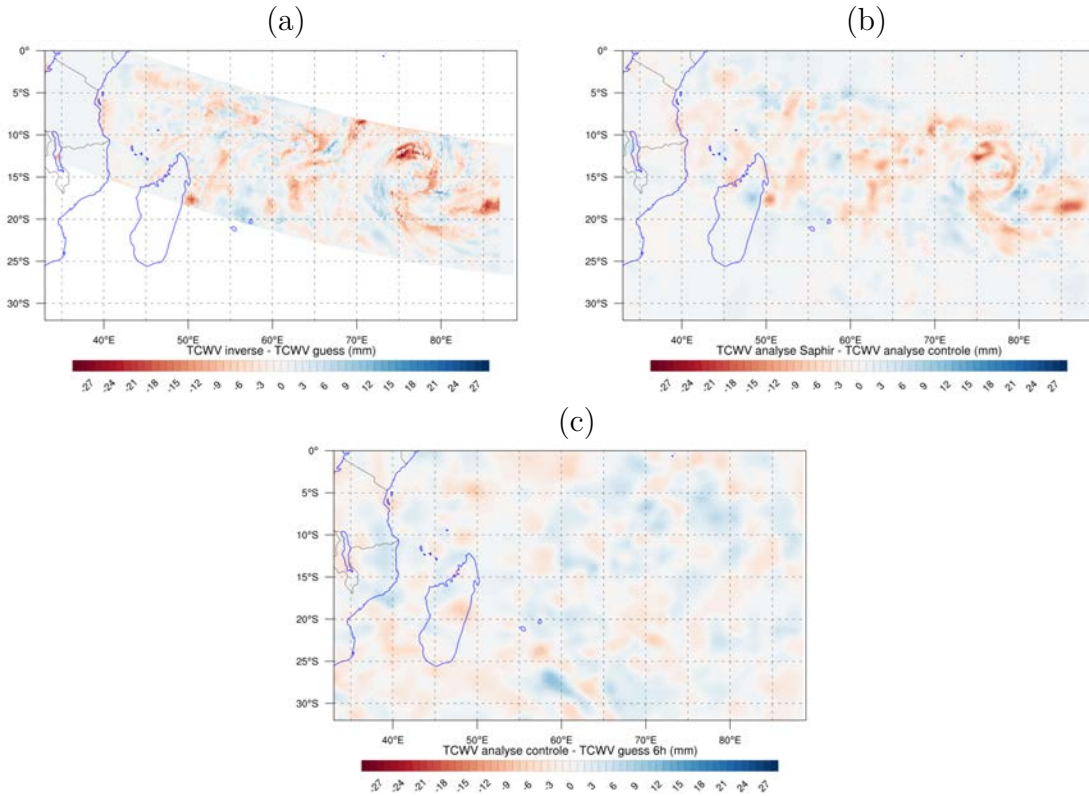 (a)
(b)
0°
5°S
10°S
15°S
20°S
25°S
30°S
40°E
50°E
60°E
70°E
80°E
TCWV inverse - TCWV guess (mm)
-27 -24 -21 -18 -15 -12 -9 -6 -3 0 3 6 9 12 15 18 21 24 27
0°
5°S
10°S
15°S
20°S
25°S
30°S
40°E
50°E
60°E
70°E
80°E
TCWV analyse Saphir - TCWV analyse controle (mm)
-27 -24 -21 -18 -15 -12 -9 -6 -3 0 3 6 9 12 15 18 21 24 27
(c)
0°
5°S
10°S
15°S
20°S
25°S
30°S
40°E
50°E
60°E
70°E
80°E
TCWV analyse controle - TCWV guess 6h (mm)
-27 -24 -21 -18 -15 -12 -9 -6 -3 0 3 6 9 12 15 18 21 24 27